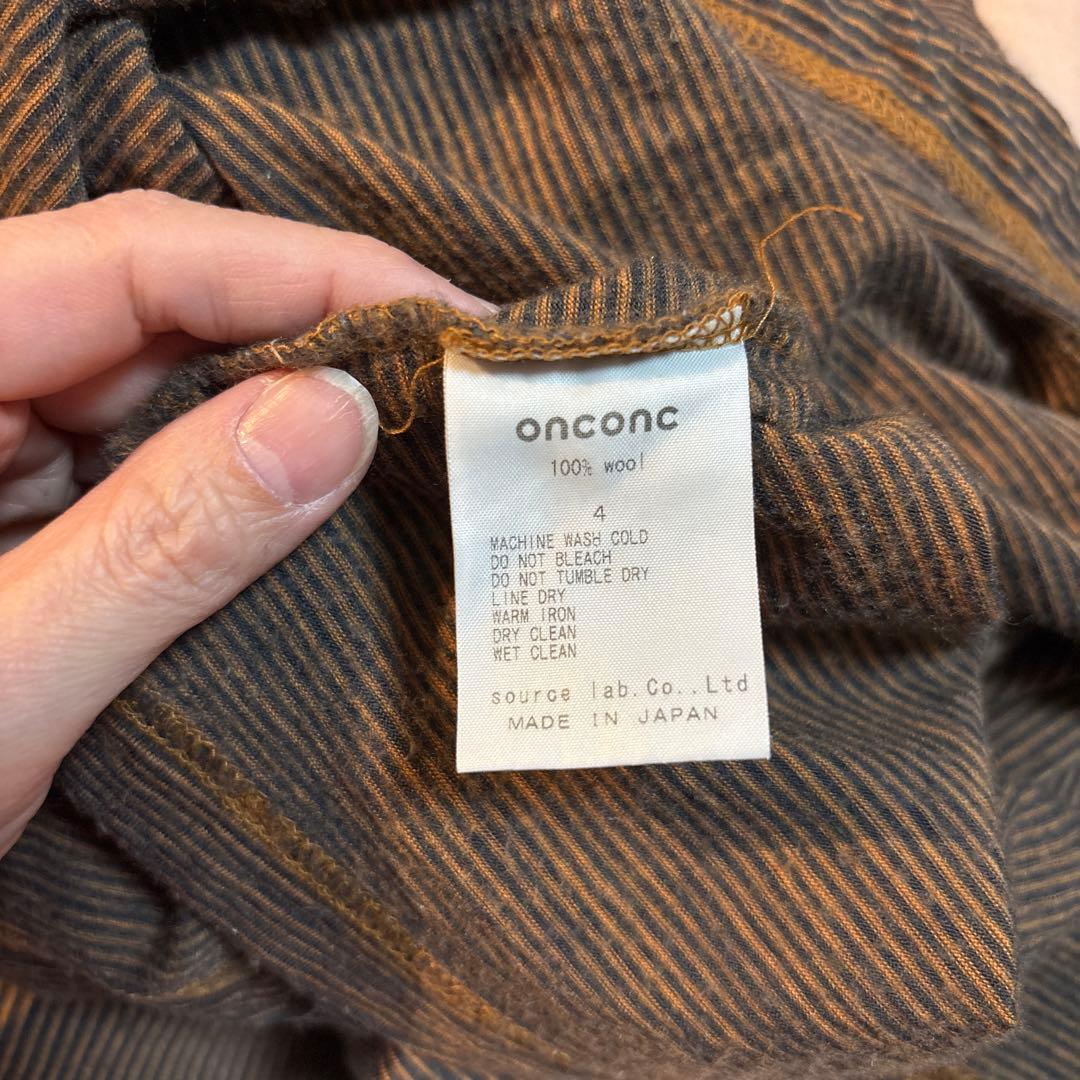 onconc
100% wool
4
MACHINE WASH COLD
DO NOT BLEACH
DO NOT TUMBLE DRY
LINE DRY
WARM IRON
DRY CLEAN
WET CLEAN
source lab.Co.,Ltd
MADE IN JAPAN